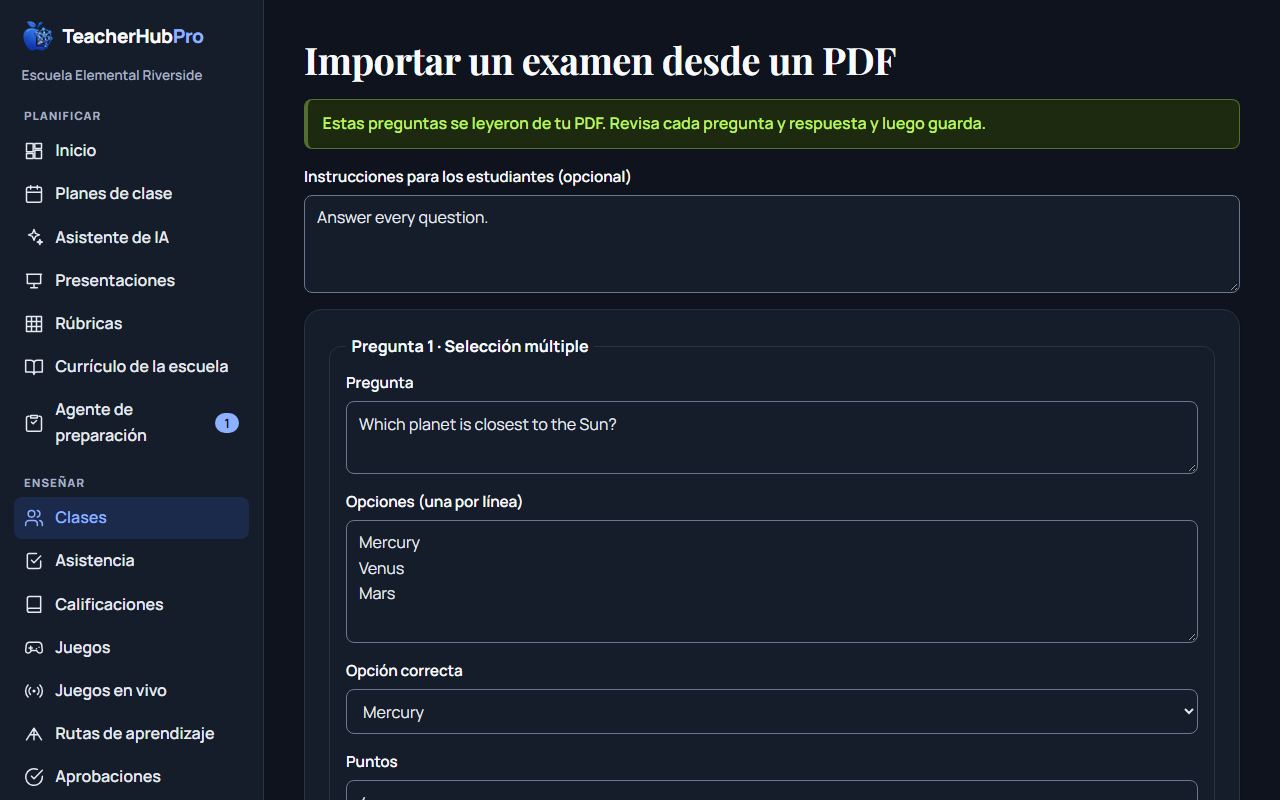 TeacherHubPro
Escuela Elemental Riverside
PLANIFICAR
Inicio
Planes de clase
Asistente de IA
Presentaciones
Rúbricas
Currículo de la escuela
Agente de
preparación
1
ENSEÑAR
Clases
Asistencia
Calificaciones
Juegos
Juegos en vivo
Rutas de aprendizaje
Aprobaciones
Importar un examen desde un PDF
Estas preguntas se leyeron de tu PDF. Revisa cada pregunta y respuesta y luego guarda.
Instrucciones para los estudiantes (opcional)
Answer every question.
Pregunta 1 · Selección múltiple
Pregunta
Which planet is closest to the Sun?
Opciones (una por línea)
Mercury
Venus
Mars
Opción correcta
Mercury
Puntos